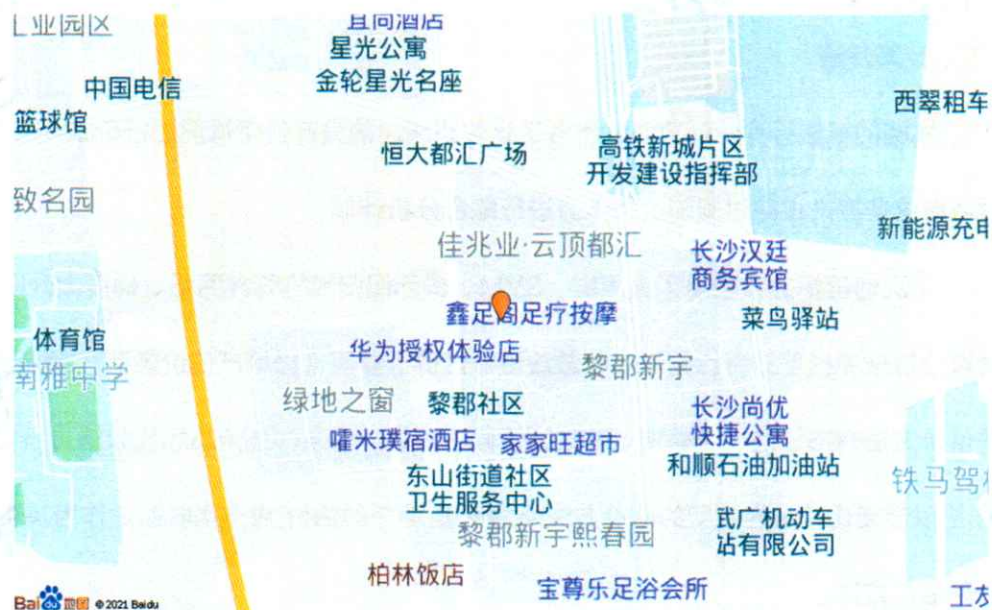 工业园区
宜尚酒店
星光公寓
金轮星光名座
中国电信
篮球馆
西翠租车
恒大都汇广场
高铁新城片区
开发建设指挥部
致名园
新能源充电
佳兆业·云顶都汇
长沙汉廷
商务宾馆
鑫足阁足疗按摩
菜鸟驿站
体育馆
南雅中学
华为授权体验店
黎郡新宇
绿地之窗
黎郡社区
长沙尚优
快捷公寓
嚯米璞宿酒店
家家旺超市
和顺石油加油站
东山街道社区
卫生服务中心
铁马驾校
黎郡新宇熙春园
武广机动车
站有限公司
柏林饭店
宝尊乐足浴会所
Bai du 地图 © 2021 Baidu